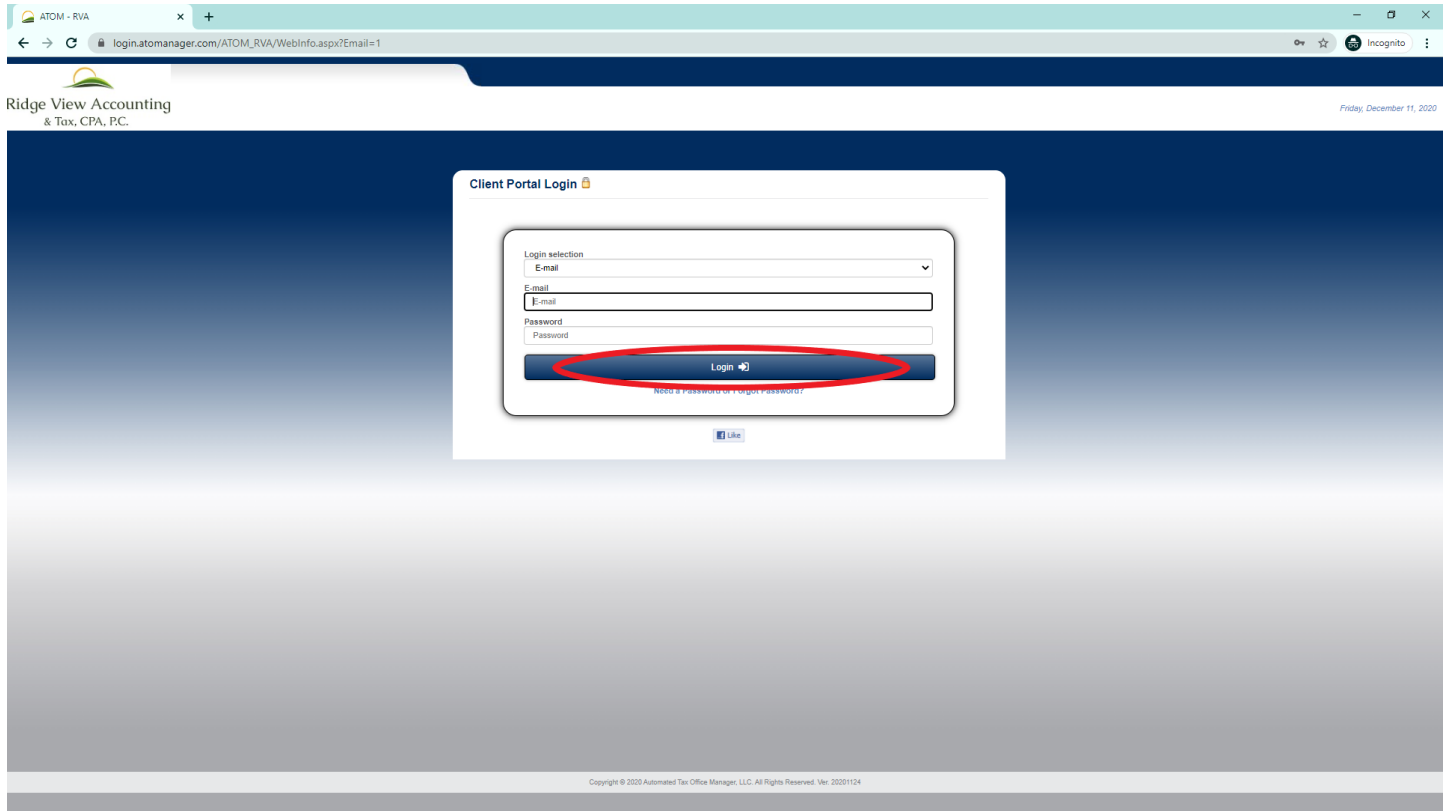 ATOM - RVA
login.atomanager.com/ATOM_RVA/WebInfo.aspx?Email=1
Incognito
Ridge View Accounting
& Tax, CPA, P.C.
Friday, December 11, 2020
Client Portal Login
Login selection
E-mail
E-mail
E-mail
Password
Password
Login
Need a Password or Forgot Password?
Like
Copyright © 2020 Automated Tax Office Manager, LLC. All Rights Reserved. Ver. 20201124